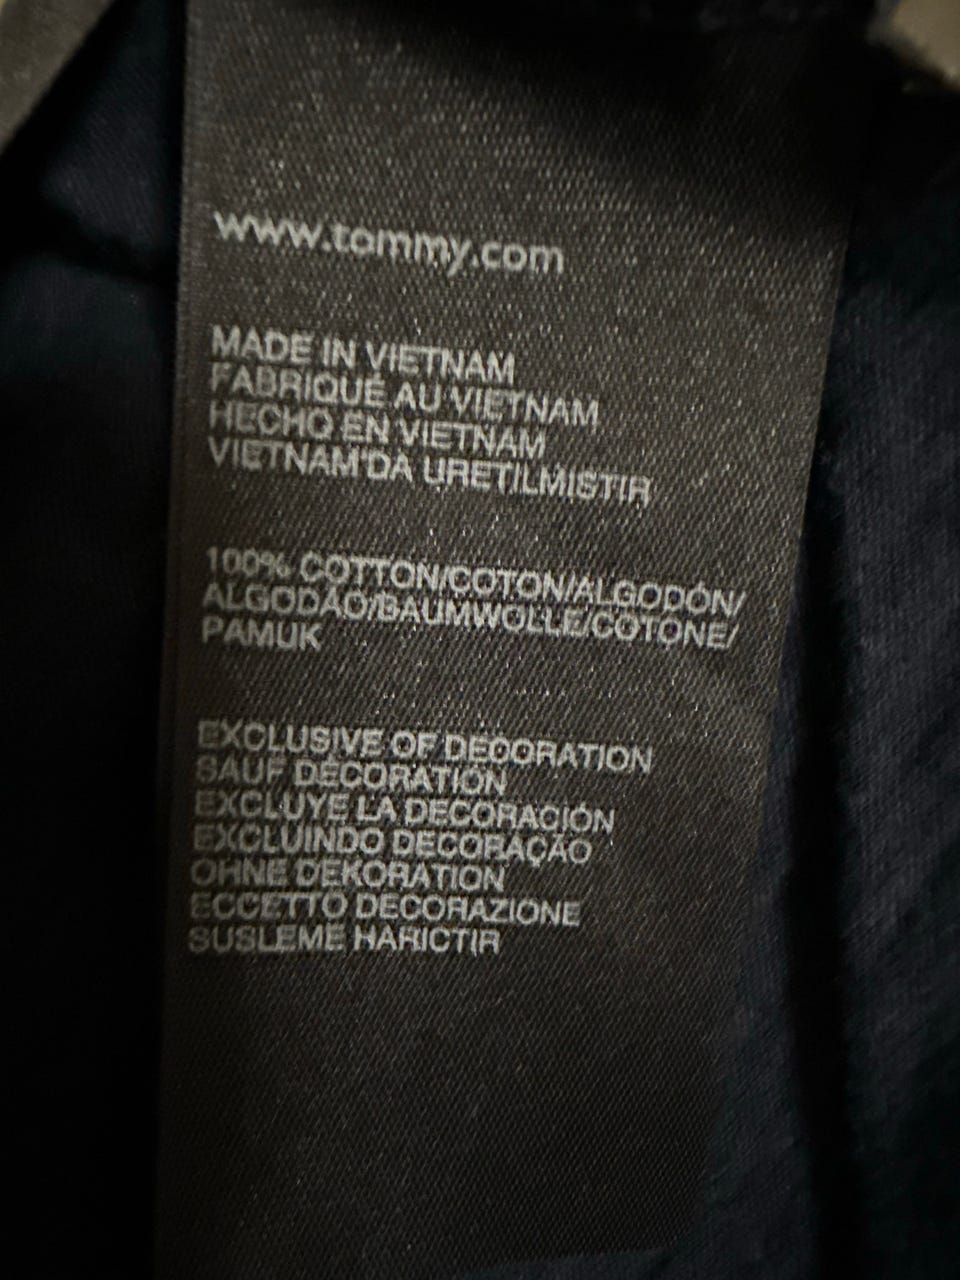 www.tommy.com
MADE IN VIETNAM
FABRIQUÉ AU VIETNAM
HECHO EN VIETNAM
VIETNAM'DA URETILMISTIR
100% COTTON/COTON/ALGODÓN/
ALGODÃO/BAUMWOLLE/COTONE/
PAMUK
EXCLUSIVE OF DECORATION
SAUF DÉCORATION
EXCLUYE LA DECORACIÓN
EXCLUINDO DECORAÇÃO
OHNE DEKORATION
ECCETTO DECORAZIONE
SUSLEME HARICTIR